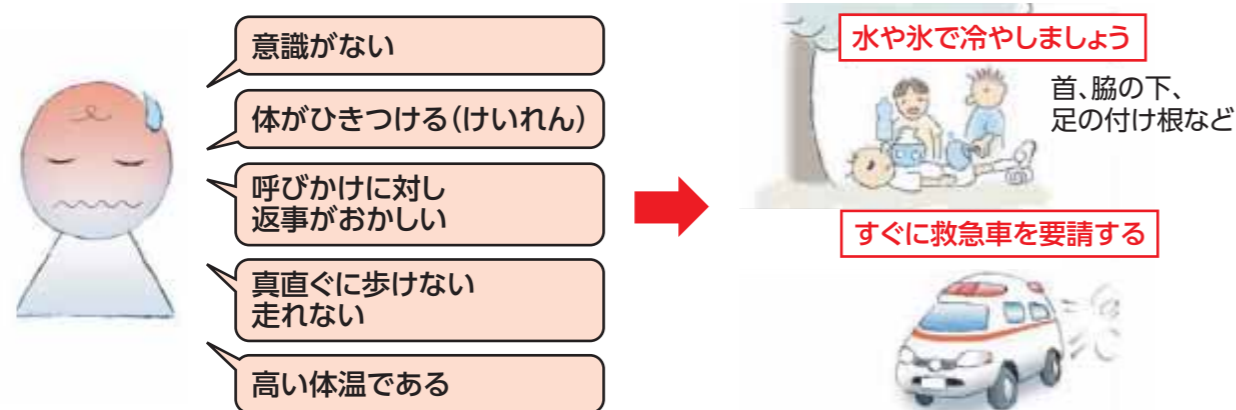 意識がない
体がひきつける(けいれん)
呼びかけに対し
返事がおかしい
真直ぐに歩けない
走れない
高い体温である
水や氷で冷やしましょう
首、脇の下、
足の付け根など
すぐに救急車を要請する